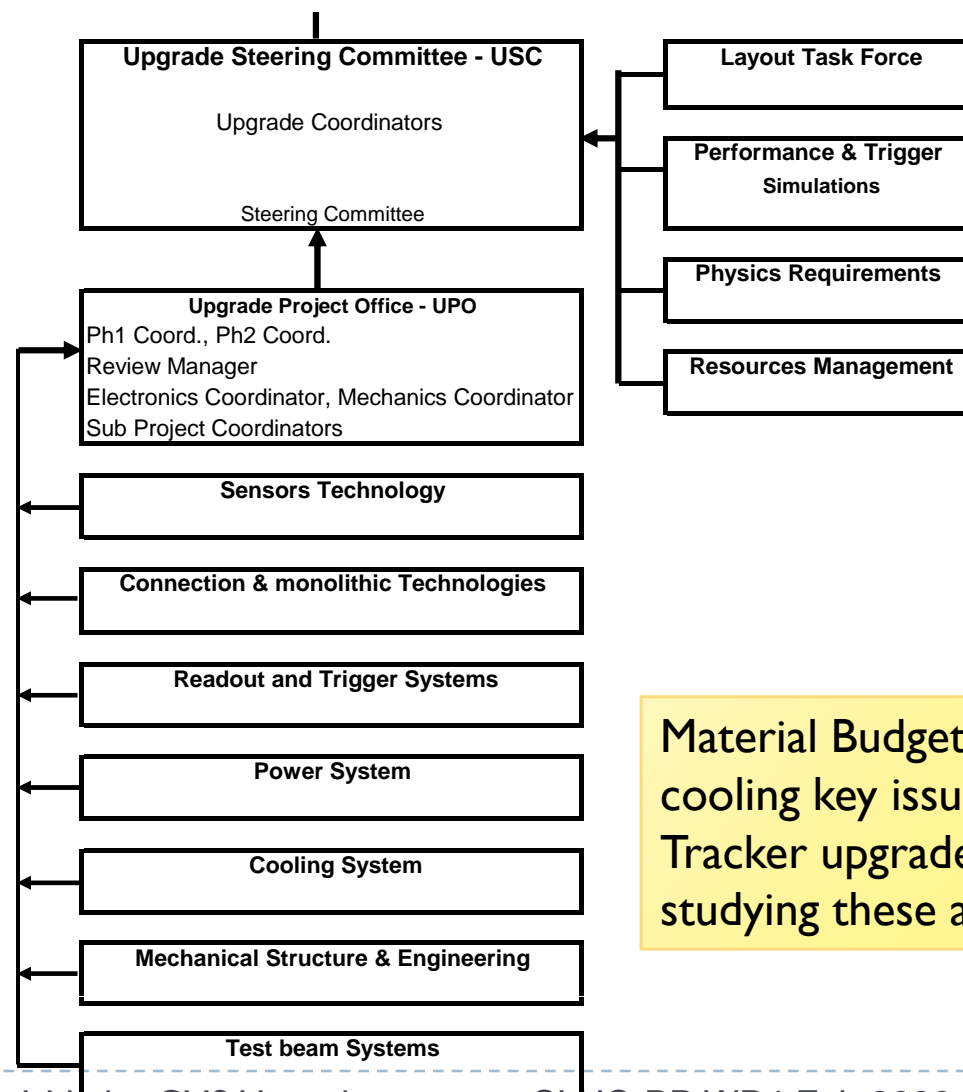 Upgrade Steering Committee - USC
Upgrade Coordinators
Steering Committee
Layout Task Force
Performance & Trigger
Simulations
Physics Requirements
Resources Management
Upgrade Project Office - UPO
Ph1 Coord., Ph2 Coord.
Review Manager
Electronics Coordinator, Mechanics Coordinator
Sub Project Coordinators
Sensors Technology
Connection & monolithic Technologies
Readout and Trigger Systems
Power System
Cooling System
Mechanical Structure & Engineering
Test beam Systems
Material Budget
cooling key issu
Tracker upgrade
studying these a